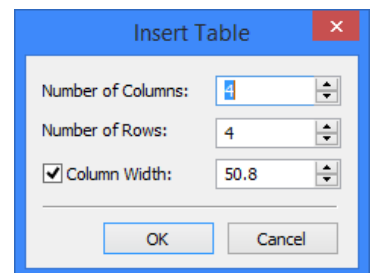 Insert Table
Number of Columns: 4
Number of Rows: 4
Column Width: 50.8
OK Cancel